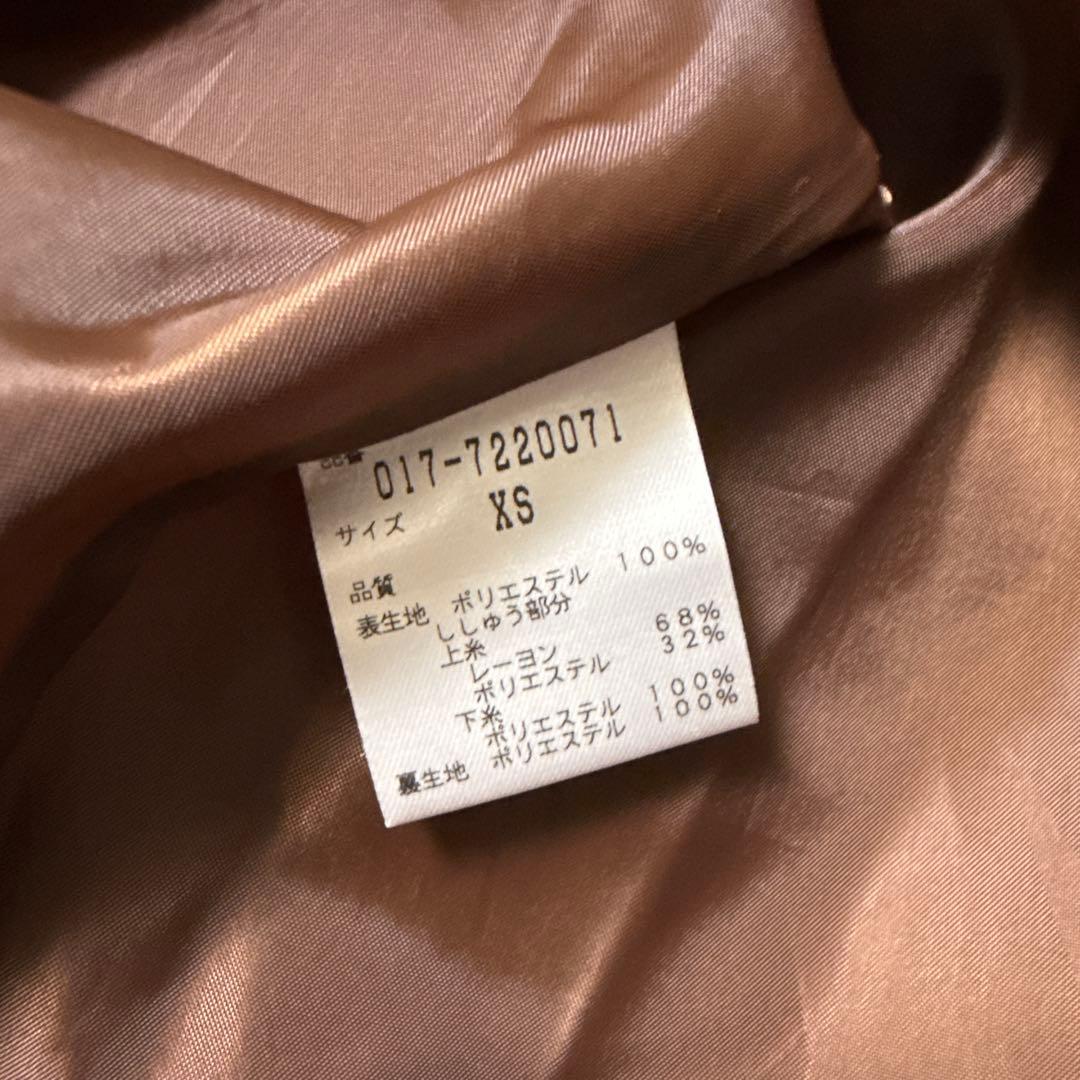 品番 017-7220071
サイズ XS
品質
表生地 ポリエステル 100%
ししゅう部分
上糸
レーヨン 68%
ポリエステル 32%
下糸
ポリエステル 100%
裏生地 ポリエステル 100%